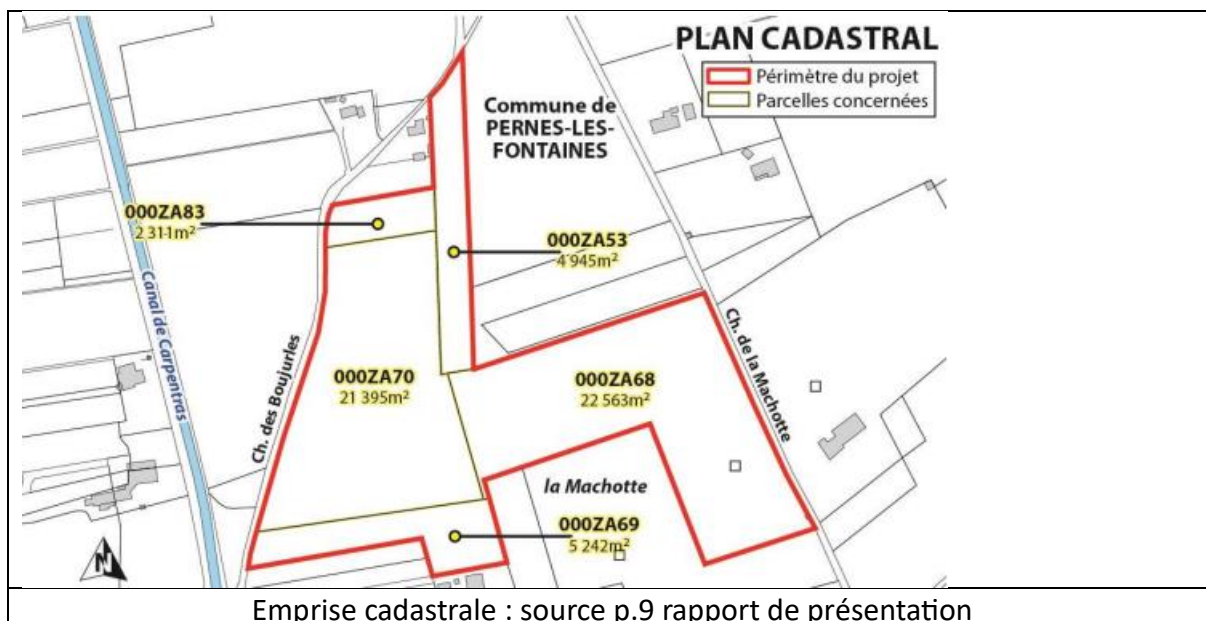 PLAN CADASTRAL
Périmètre du projet
Parcelles concernées
Commune de
PERNES-LES-
FONTAINES
000ZA83
2 311m²
000ZA53
4 945m²
Canal de Carpentras
Ch. des Boujurles
000ZA70
21 395m²
000ZA68
22 563m²
Ch. de la Machotte
la Machotte
000ZA69
5 242m²
N
Emprise cadastrale : source p.9 rapport de présentation